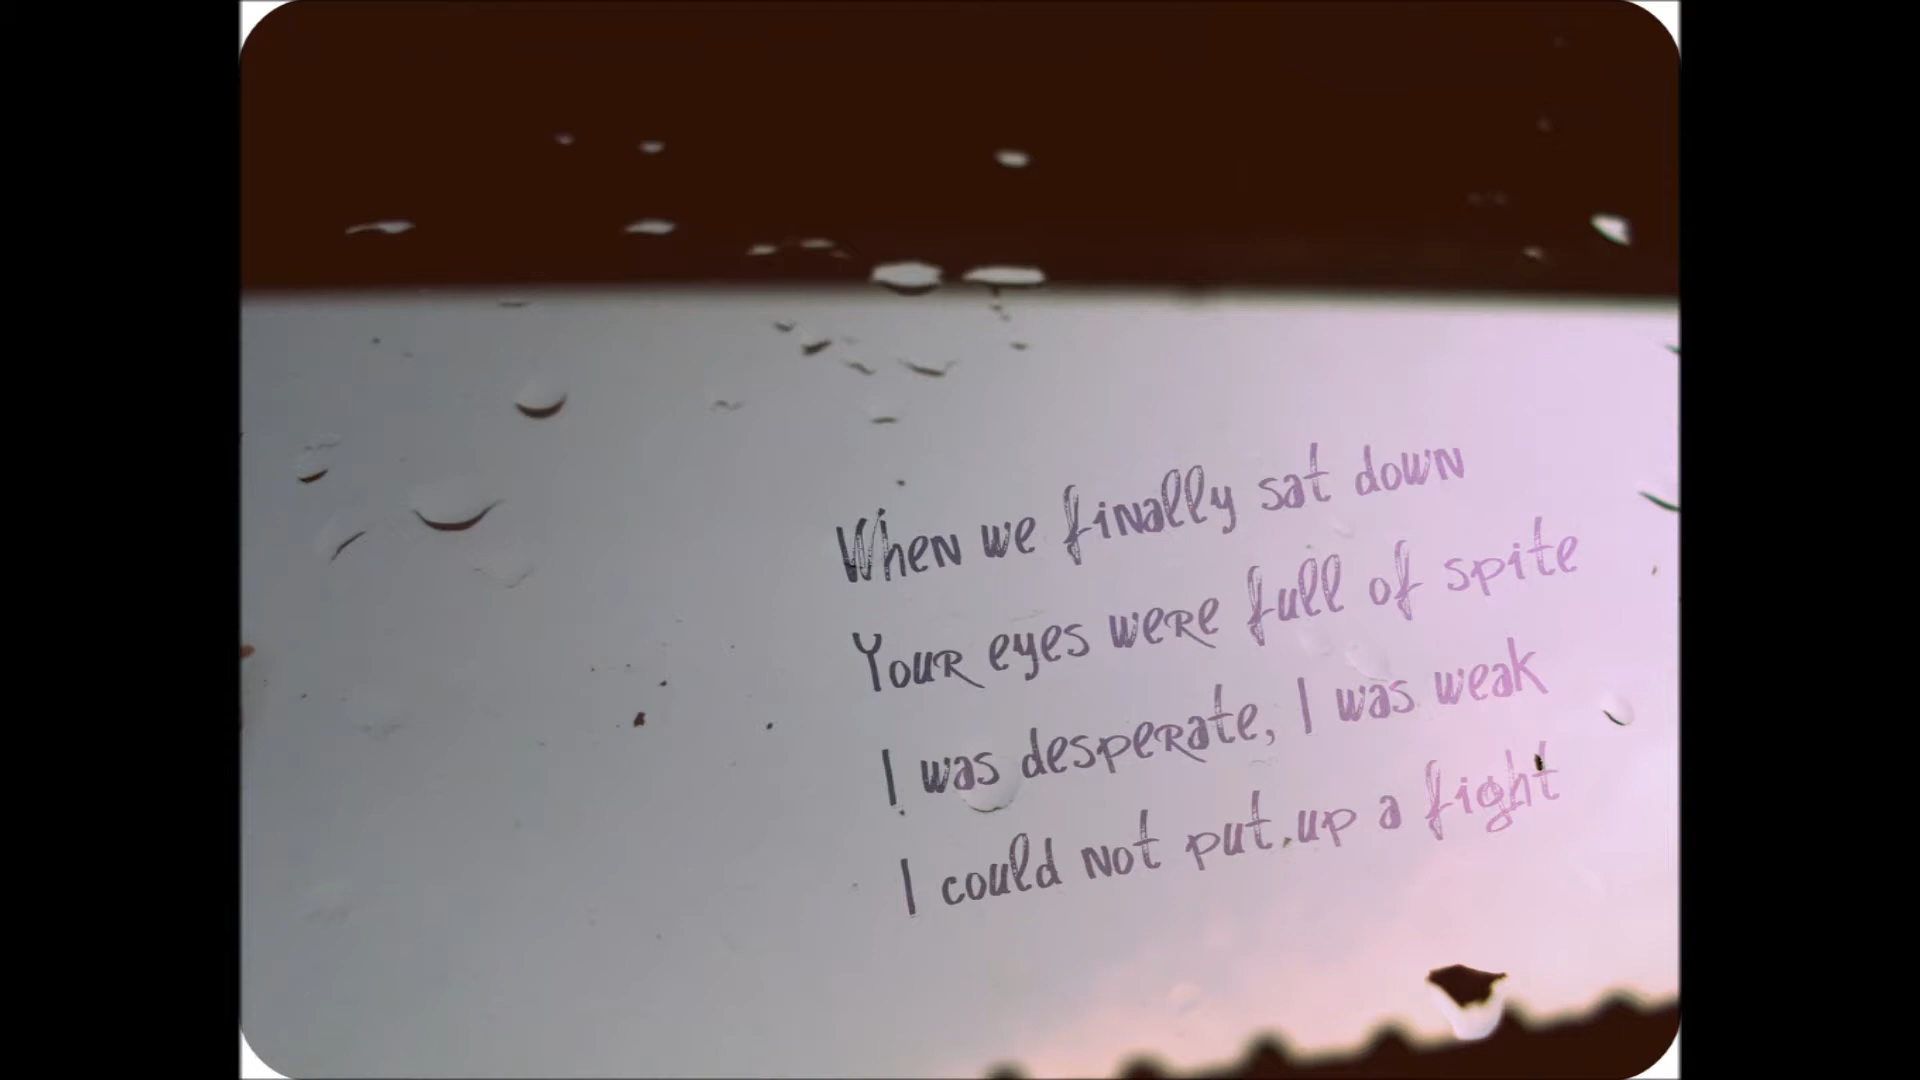 When we finally sat down
Your eyes were full of spite
I was desperate, I was weak
I could not put up a fight